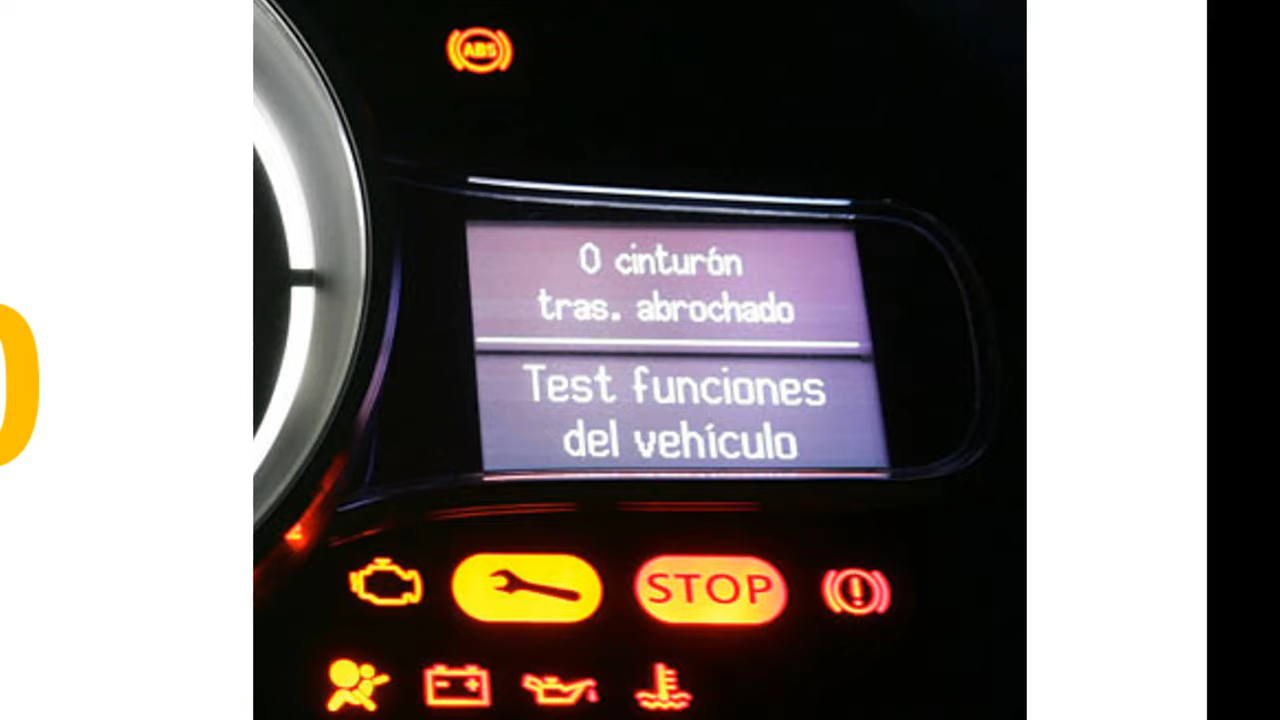 ABS
0 cinturón
tras. abrochado
Test funciones
del vehículo
STOP